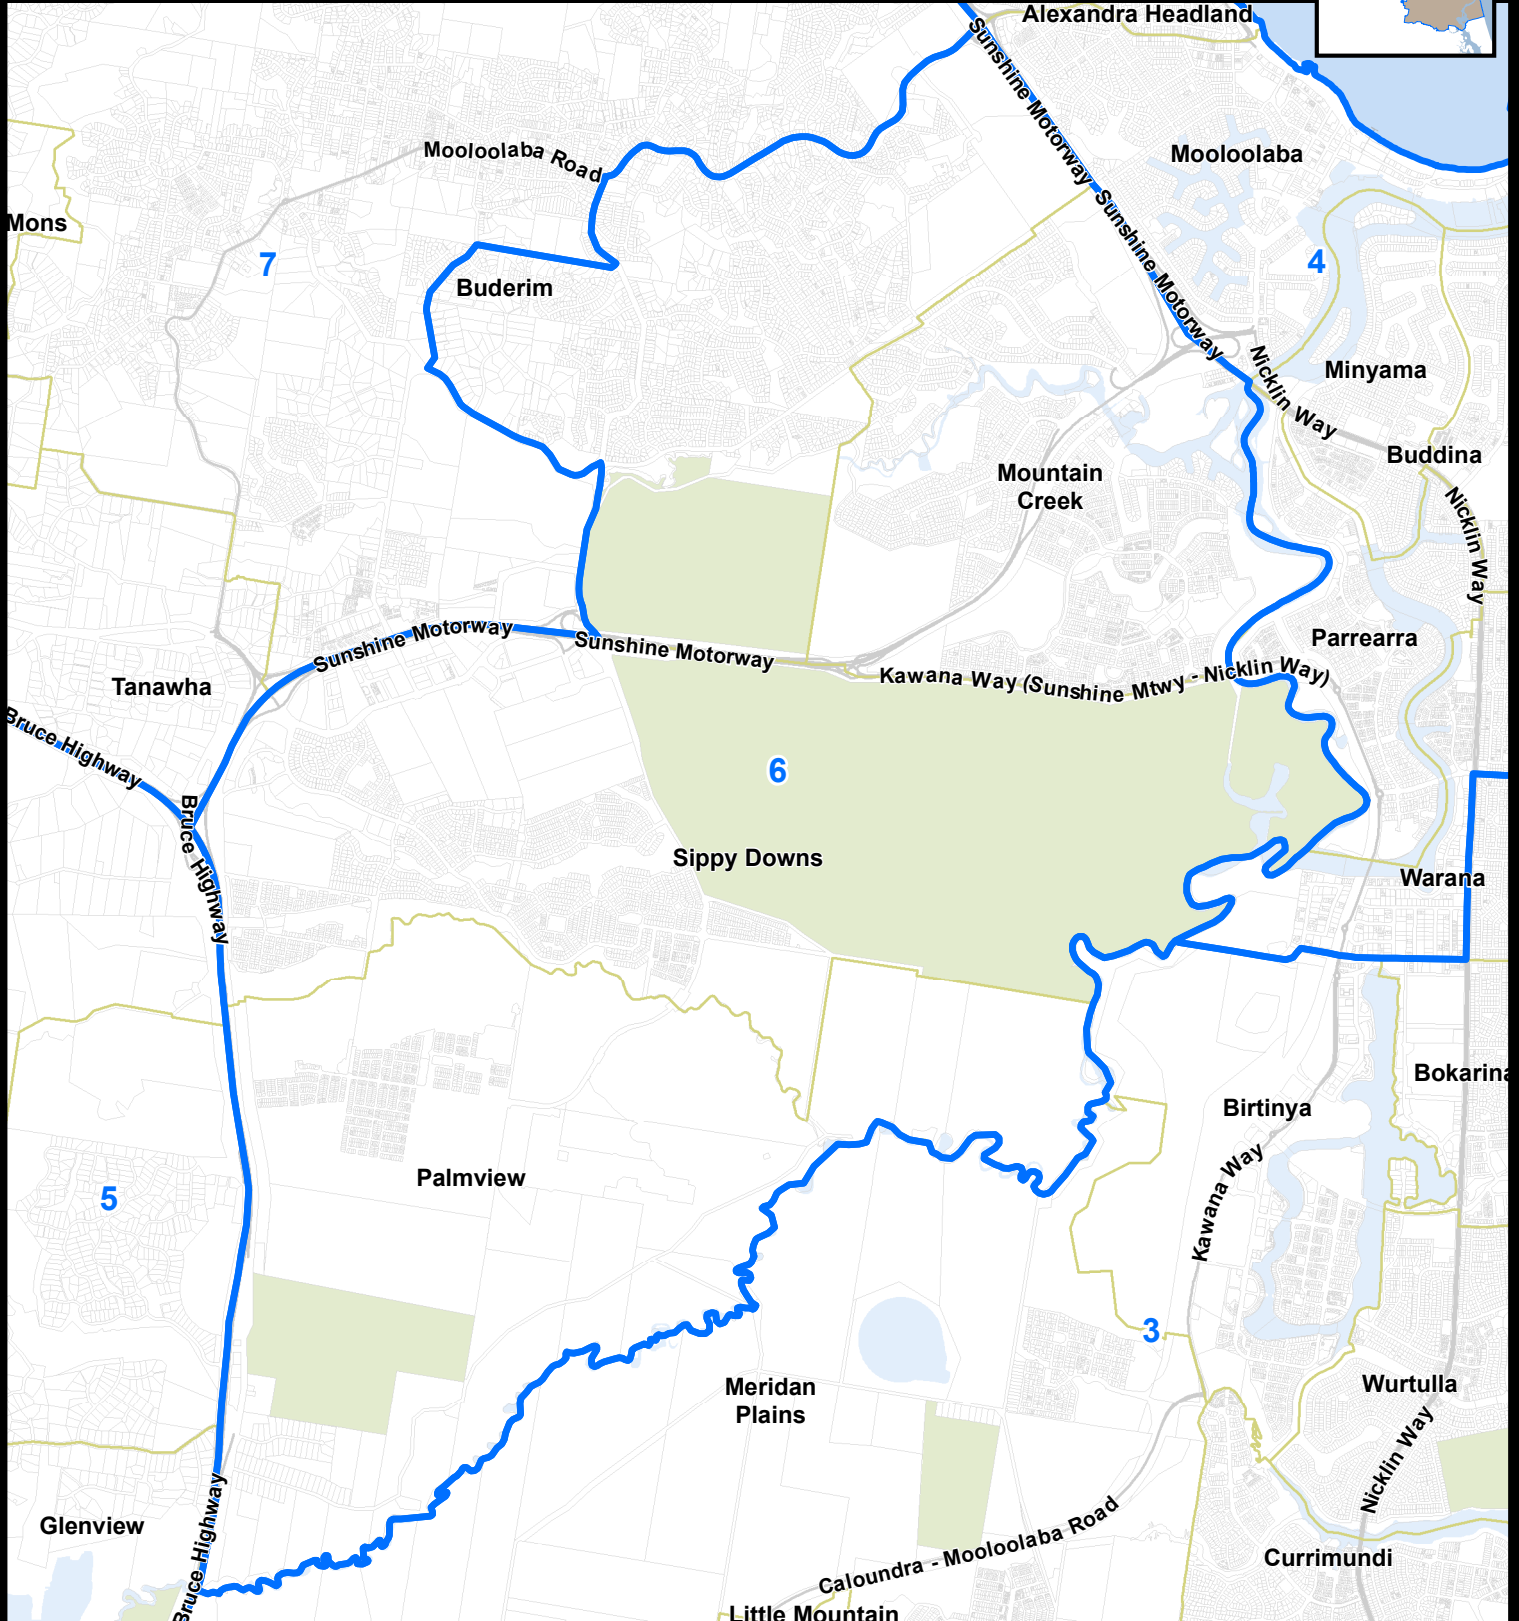 Alexandra Headland
Sunshine Motorway
Mooloolaba Road
Mooloolaba
Sunshine Motorway
Mons
7
4
Buderim
Nicklin Way
Minyama
Buddina
Mountain
Creek
Nicklin Way
Sunshine Motorway
Sunshine Motorway
Parrearra
Kawana Way (Sunshine Mtwy - Nicklin Way)
Tanawha
Bruce Highway
6
Bruce Highway
Sippy Downs
Warana
Bokarina
Birtinya
Palmview
5
Kawana Way
3
Meridan
Plains
Wurtulla
Nicklin Way
Glenview
Bruce Highway
Caloundra - Mooloolaba Road
Currimundi
Little Mountain